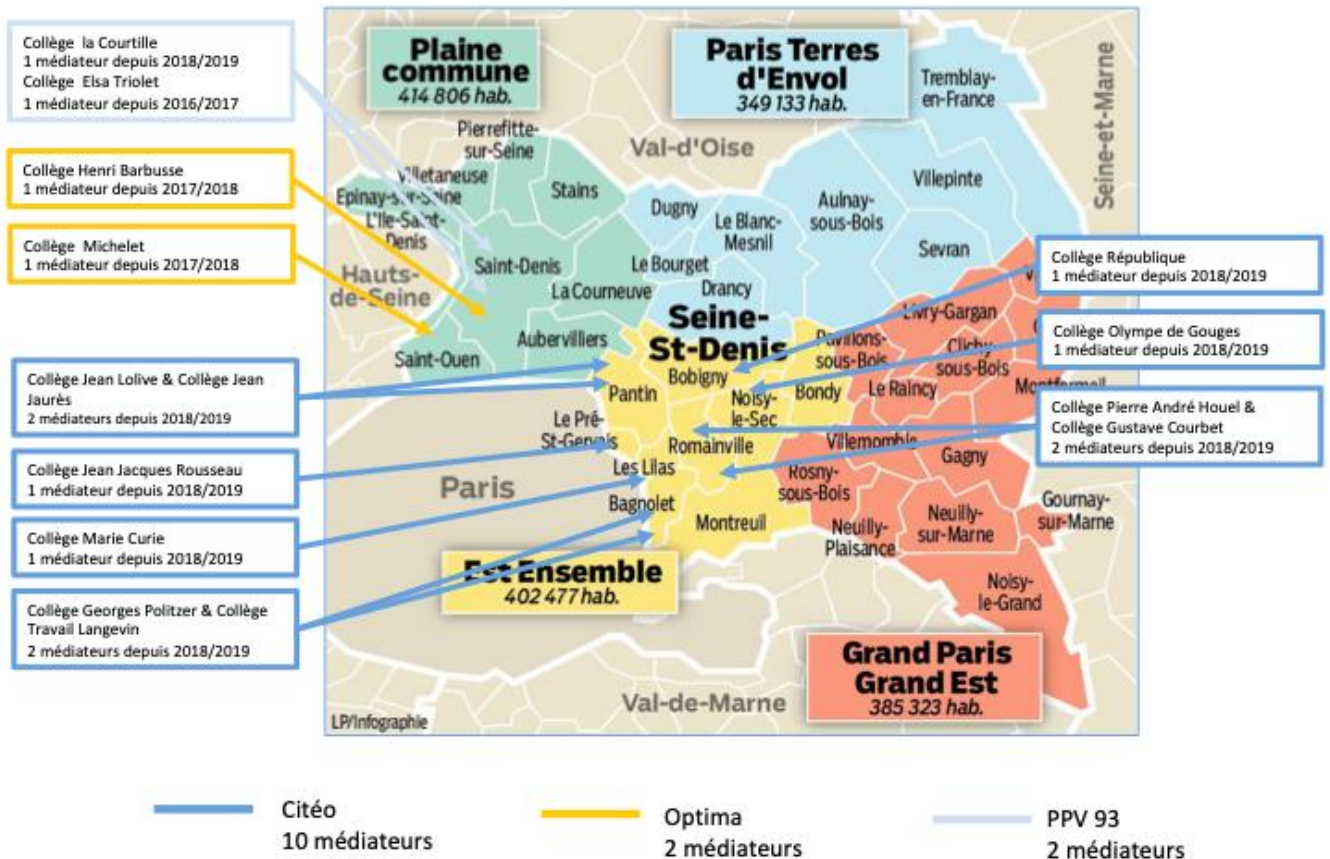 Collège la Courtille
1 médiateur depuis 2018/2019
Collège Elsa Triolet
1 médiateur depuis 2016/2017
Collège Henri Barbusse
1 médiateur depuis 2017/2018
Collège Michelet
1 médiateur depuis 2017/2018
Collège Jean Lolive & Collège Jean
Jaurès
2 médiateurs depuis 2018/2019
Collège Jean Jacques Rousseau
1 médiateur depuis 2018/2019
Collège Marie Curie
1 médiateur depuis 2018/2019
Collège Georges Politzer & Collège
Travail Langevin
2 médiateurs depuis 2018/2019
Plaine
commune
414 806 hab.
Paris Terres
d'Envol
349 133 hab.
Tremblay-
en-France
Seine-et-Marne
Pierrefitte-
sur-Seine
Val-d'Oise
Villetaneuse
Epinay-sur-Seine
Stains
L'Ile-Saint-
Denis
Dugny
Le Blanc-
Mesnil
Aulnay-
sous-Bois
Villepinte
Sevran
Hauts-
de-Seine
Saint-Denis
Le Bourget
La Courneuve
Drancy
Seine-
St-Denis
Livry-Gargan
Saint-Ouen
Aubervilliers
Bobigny
Pavillons-
sous-Bois
Clichy-
sous-Bois
Pantin
Noisy-
le-Sec
Bondy
Le Raincy
Montfermeil
Le Pré-
St-Gervais
Romainville
Villemomble
Gagny
Paris
Les Lilas
Rosny-
sous-Bois
Bagnolet
Montreuil
Neuilly-
Plaisance
Neuilly-
sur-Marne
Gournay-
sur-Marne
Est Ensemble
402 477 hab.
Noisy-
le-Grand
Grand Paris
Grand Est
385 323 hab.
Val-de-Marne
LP/Infographie
Collège République
1 médiateur depuis 2018/2019
Collège Olympe de Gouges
1 médiateur depuis 2018/2019
Collège Pierre André Houel &
Collège Gustave Courbet
2 médiateurs depuis 2018/2019
Citéo
10 médiateurs
Optima
2 médiateurs
PPV 93
2 médiateurs